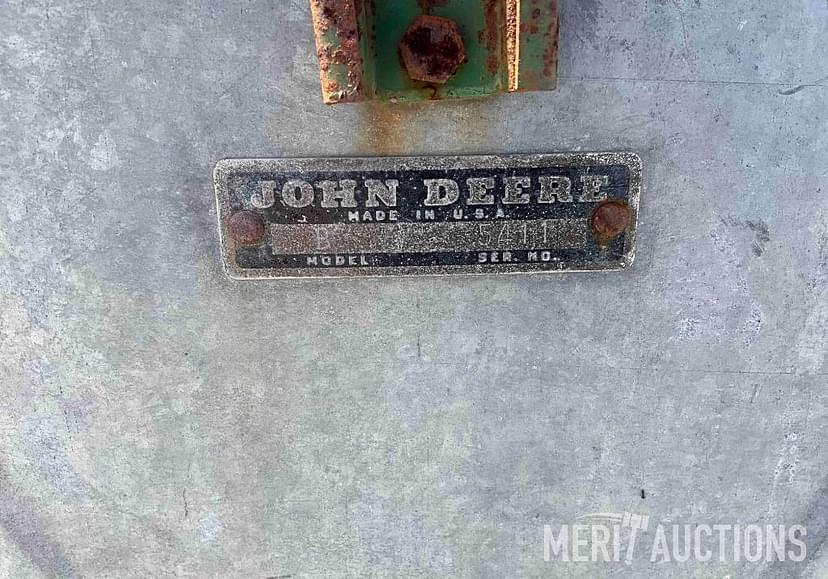 JOHN DEERE
MADE IN U.S.A.
B 5411
MODEL SER. NO.
MERIT AUCTIONS